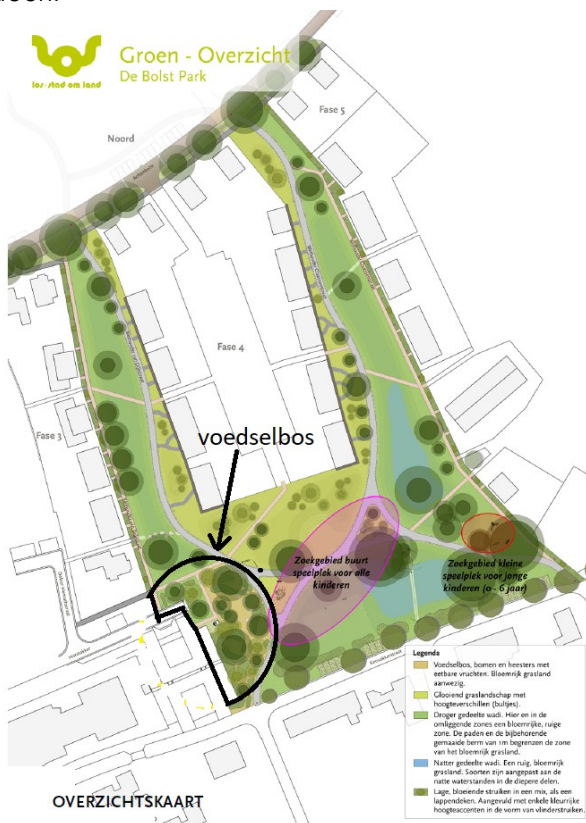 Groen - Overzicht
De Bolst Park
los-stad om land
Fase 5
Noord
Fase 4
Fase 3
voedselbos
Zoekgebied buurt
speelplek voor alle
kinderen
Zoekgebied kleine
speelplek voor jonge
kinderen (0 - 6 jaar)
Legenda
Voedselbos, bomen en heesters met
eetbare vruchten. Bloemrijk grasland
aanwezig.
Glooiend graslandschap met
hoogteverschillen (bultjes).
Droger gedeelte wadi. Hier en in de
omliggende zones een bloemrijke, ruige
zone. De paden en de bijbehorende
gemaaide berm van 1m begrenzen de zone
van het bloemrijk grasland.
Natter gedeelte wadi. Een ruig, bloemrijk
grasland. Soorten zijn aangepast aan de
natte waterstanden in de diepere delen.
Lage, bloeiende struiken in een mix, als een
lappendeken. Aangevuld met enkele kleurrijke
hoogteaccenten in de vorm van vlinderstruiken.
OVERZICHTSKAART